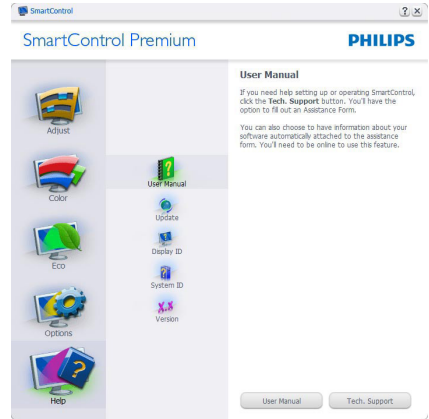 SmartControl
SmartControl Premium
PHILIPS
Adjust
Color
Eco
Options
Help
User Manual
Update
Display ID
System ID
X.x
Version
User Manual
If you need help setting up or operating SmartControl,
click the Tech. Support button. You'll have the
option to fill out an Assistance Form.
You can also choose to have information about your
software automatically attached to the assistance
form. You'll need to be online to use this feature.
User Manual
Tech. Support